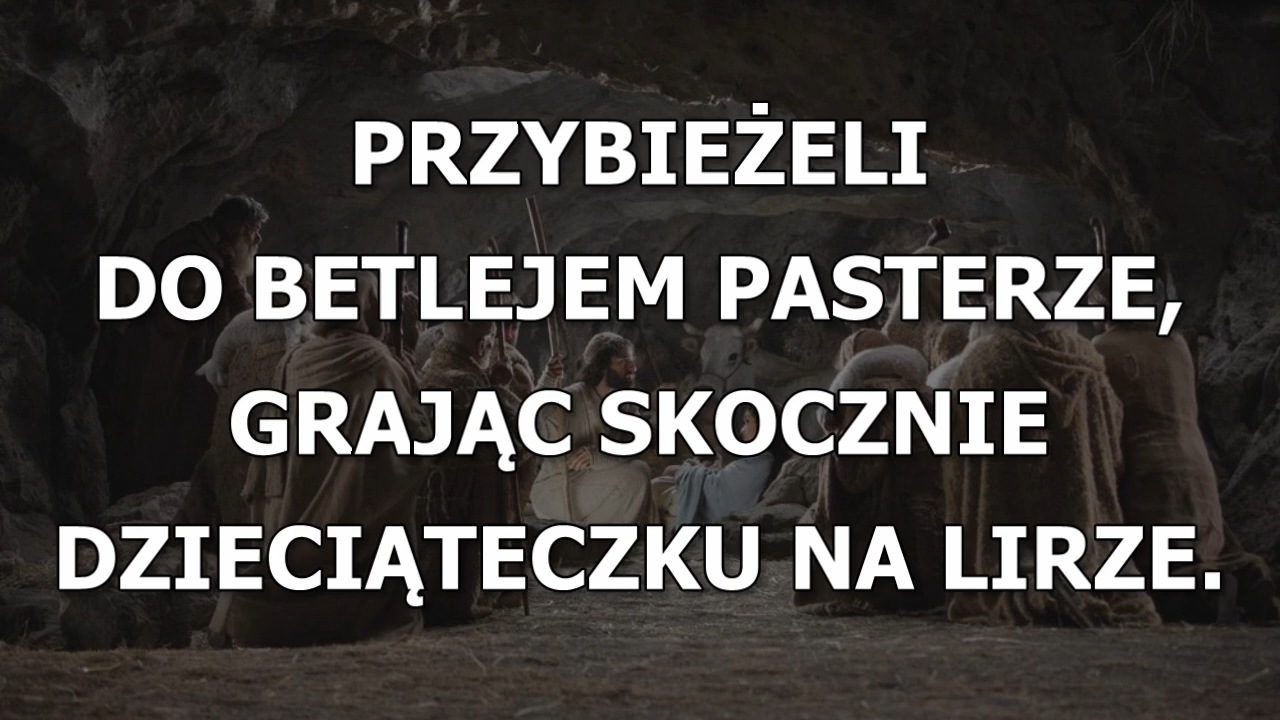 PRZYBIEŻELI
DO BETLEJEM PASTERZE,
GRAJĄC SKOCZNIE
DZIECIĄTECZKU NA LIRZE.